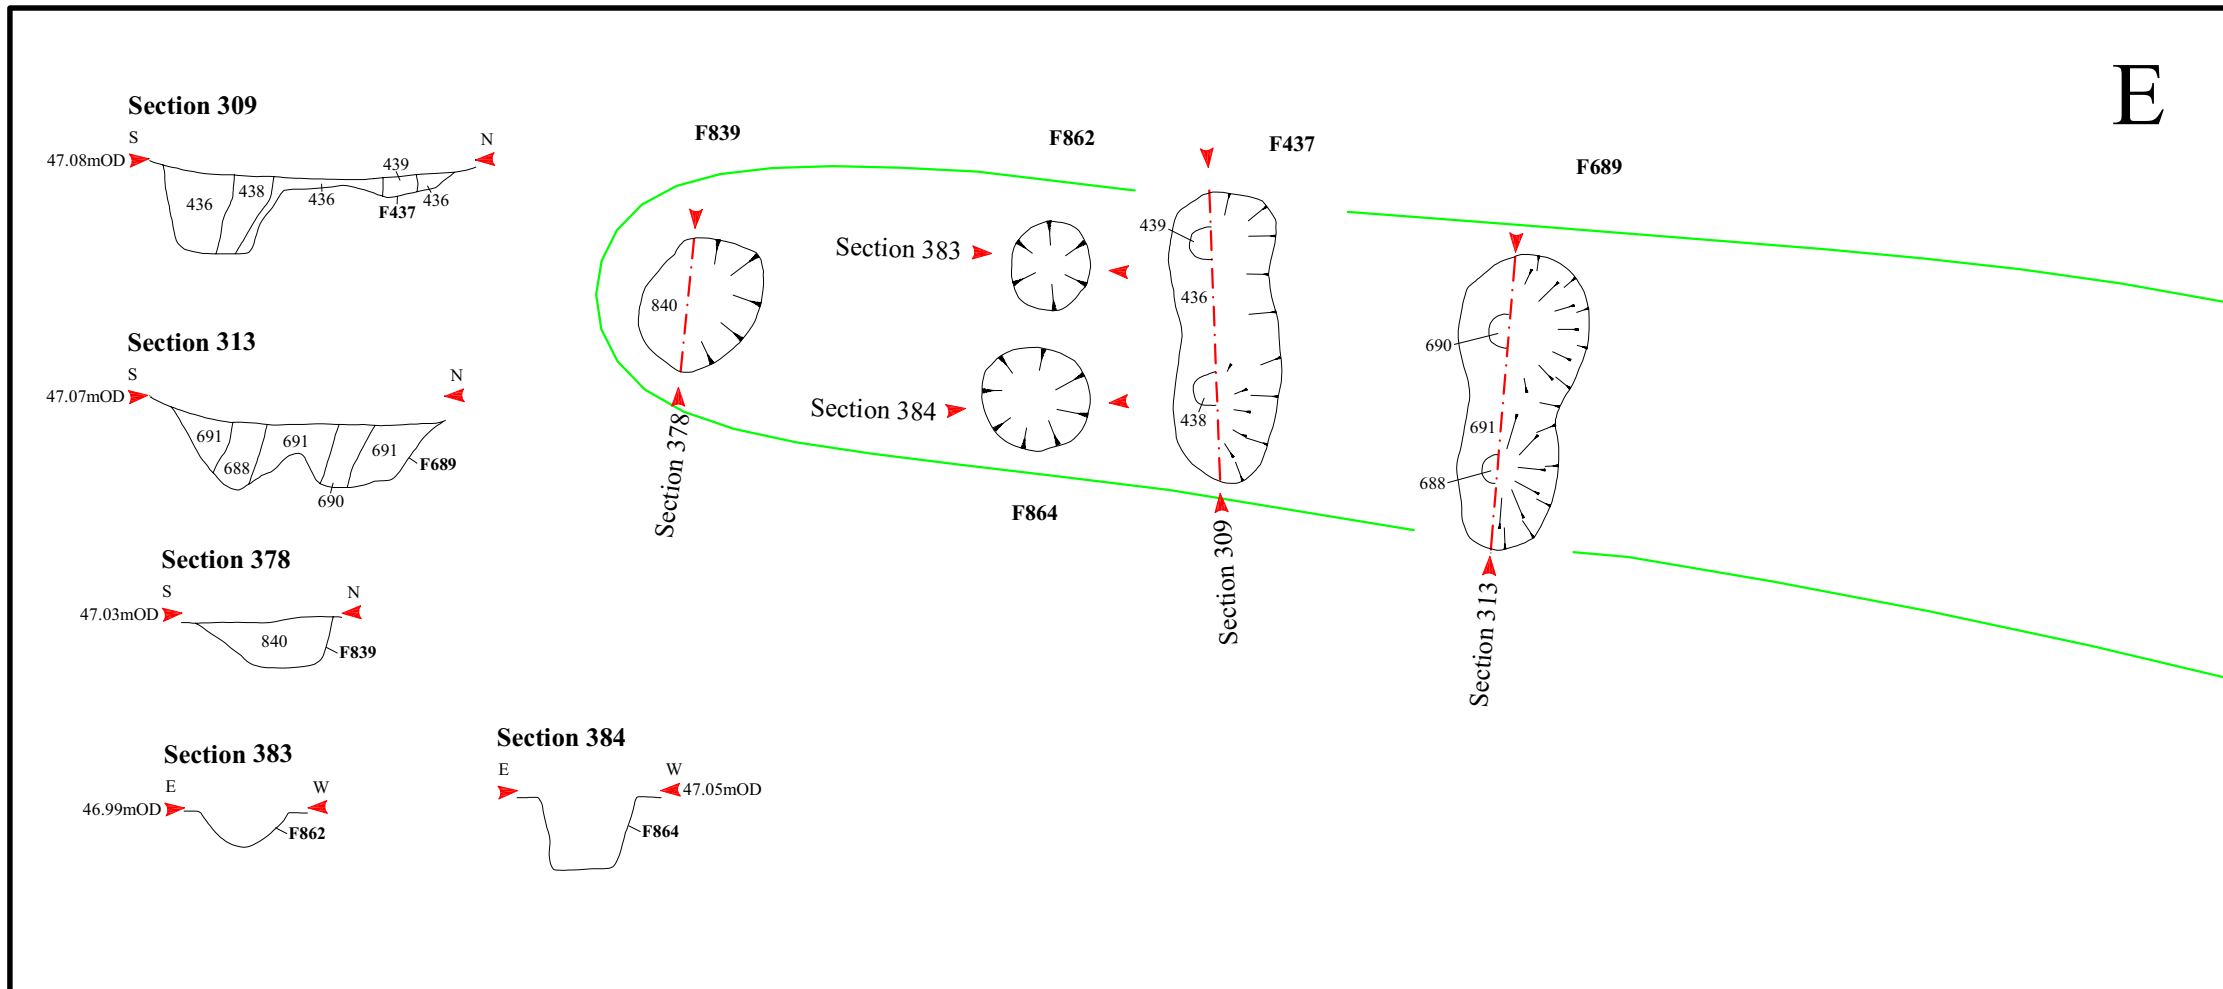 E
Section 309
S
N
47.08mOD
439
436
438
436
436
F437
Section 313
S
N
47.07mOD
691
691
691
688
F689
690
Section 378
S
N
47.03mOD
840
F839
Section 383
E
W
46.99mOD
F862
Section 384
E
W
47.05mOD
F864
F839
F862
F437
F689
Section 383
439
840
436
690
Section 384
438
691
688
Section 378
F864
Section 309
Section 313